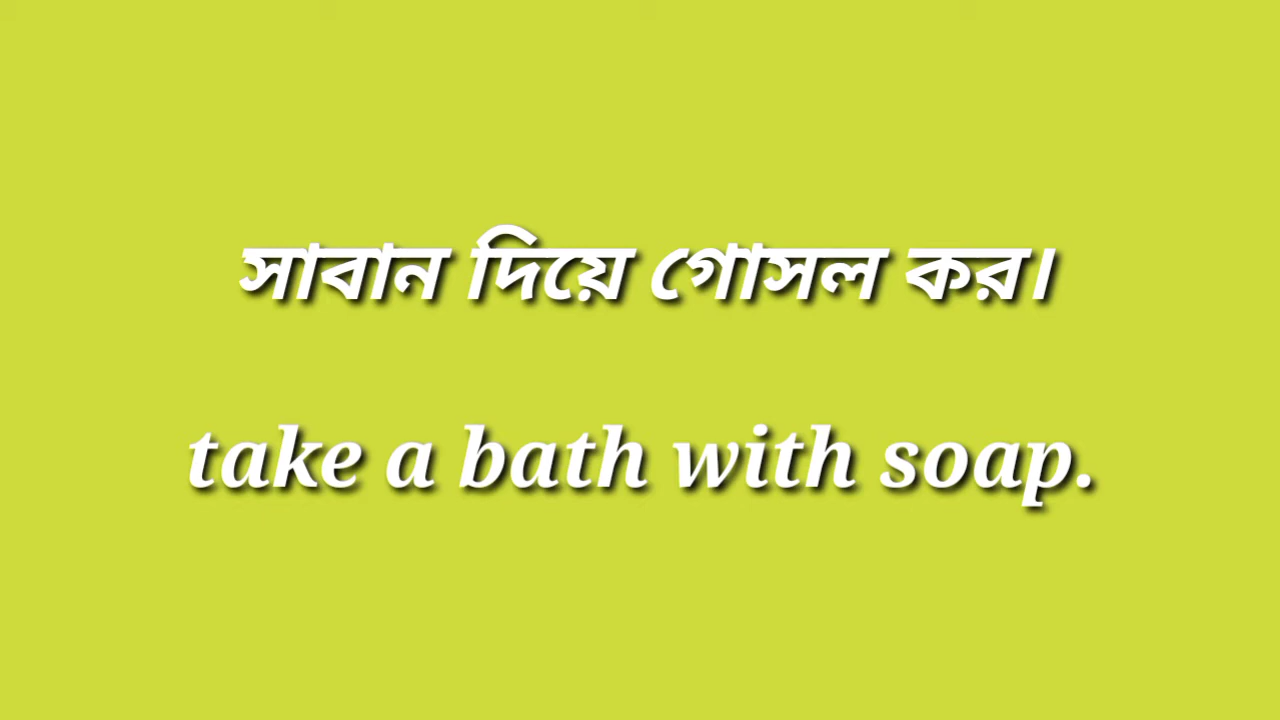 সাবান দিয়ে গোসল কর।
take a bath with soap.